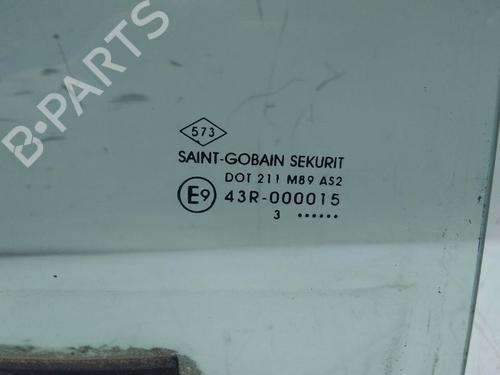 B-PARTS
573
SAINT-GOBAIN SEKURIT
DOT 211 M89 AS2
E9 43R-000015
3 ······